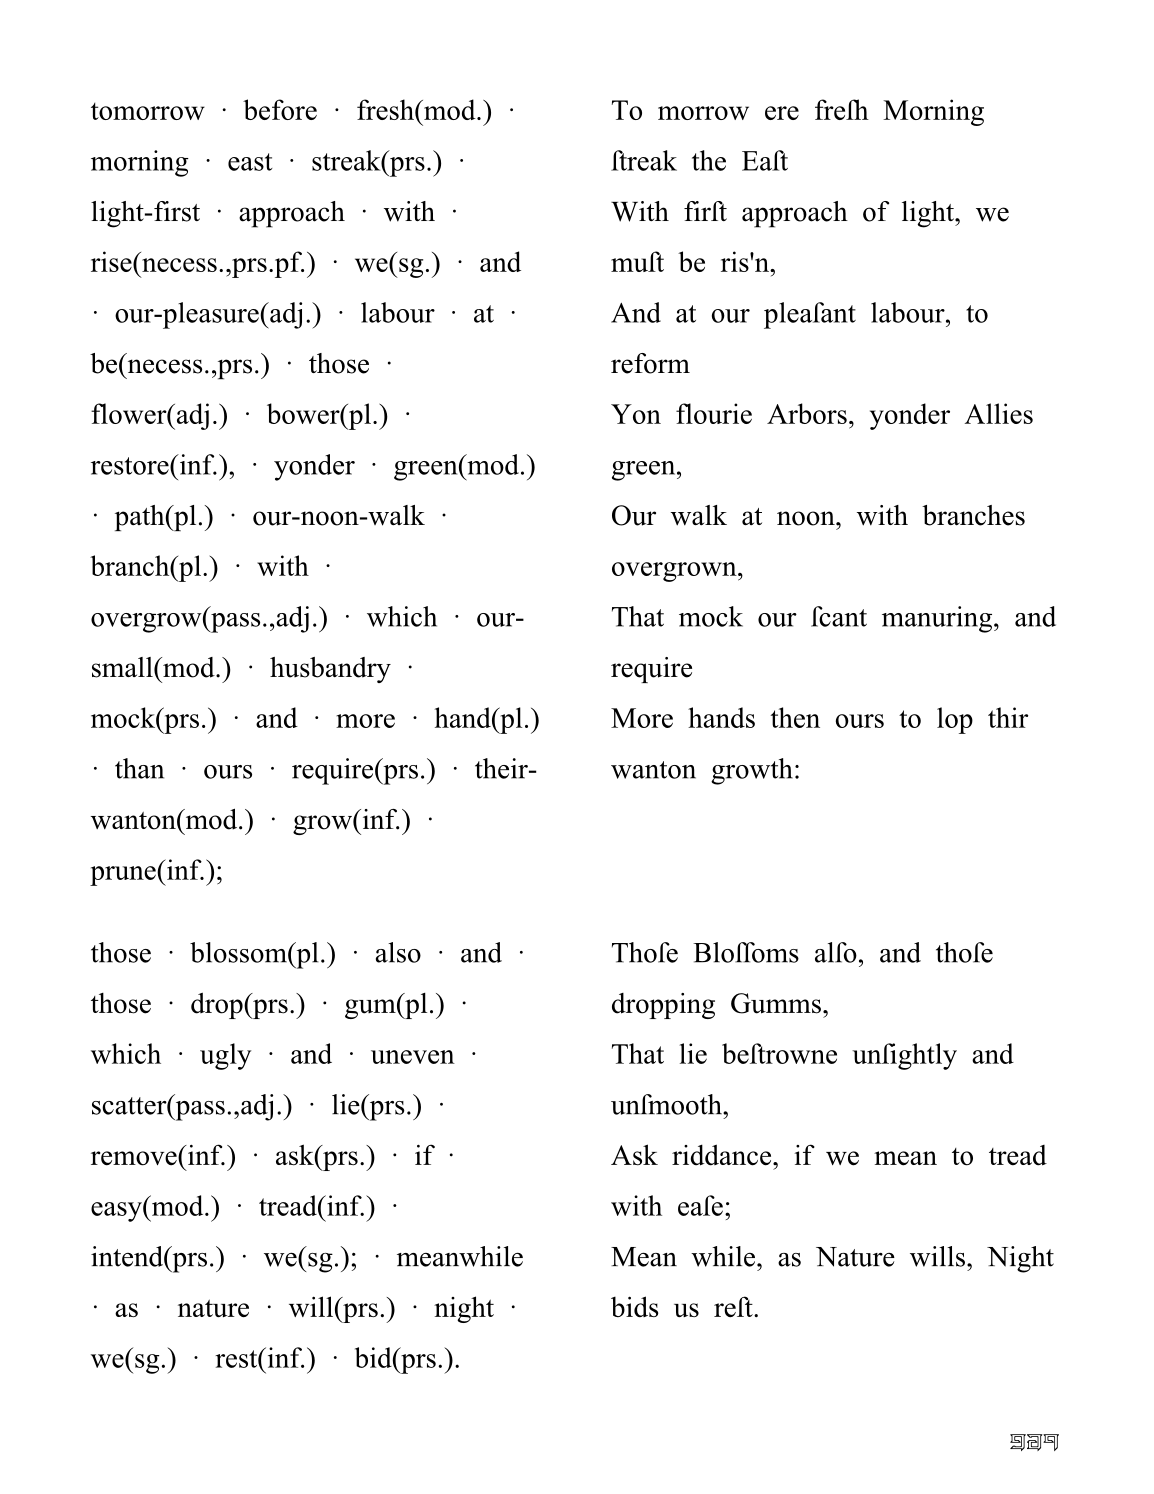 tomorrow · before · fresh(mod.) ·
morning · east · streak(prs.) ·
light-first · approach · with ·
rise(necess.,prs.pf.) · we(sg.) · and
· our-pleasure(adj.) · labour · at ·
be(necess.,prs.) · those ·
flower(adj.) · bower(pl.) ·
restore(inf.), · yonder · green(mod.)
· path(pl.) · our-noon-walk ·
branch(pl.) · with ·
overgrow(pass.,adj.) · which · our-
small(mod.) · husbandry ·
mock(prs.) · and · more · hand(pl.)
· than · ours · require(prs.) · their-
wanton(mod.) · grow(inf.) ·
prune(inf.);
To morrow ere freſh Morning
ſtreak the Eaſt
With firſt approach of light, we
muſt be ris'n,
And at our pleaſant labour, to
reform
Yon flourie Arbors, yonder Allies
green,
Our walk at noon, with branches
overgrown,
That mock our ſcant manuring, and
require
More hands then ours to lop thir
wanton growth:
those · blossom(pl.) · also · and ·
those · drop(prs.) · gum(pl.) ·
which · ugly · and · uneven ·
scatter(pass.,adj.) · lie(prs.) ·
remove(inf.) · ask(prs.) · if ·
easy(mod.) · tread(inf.) ·
intend(prs.) · we(sg.); · meanwhile
· as · nature · will(prs.) · night ·
we(sg.) · rest(inf.) · bid(prs.).
Thoſe Bloſſoms alſo, and thoſe
dropping Gumms,
That lie beſtrowne unſightly and
unſmooth,
Ask riddance, if we mean to tread
with eaſe;
Mean while, as Nature wills, Night
bids us reſt.